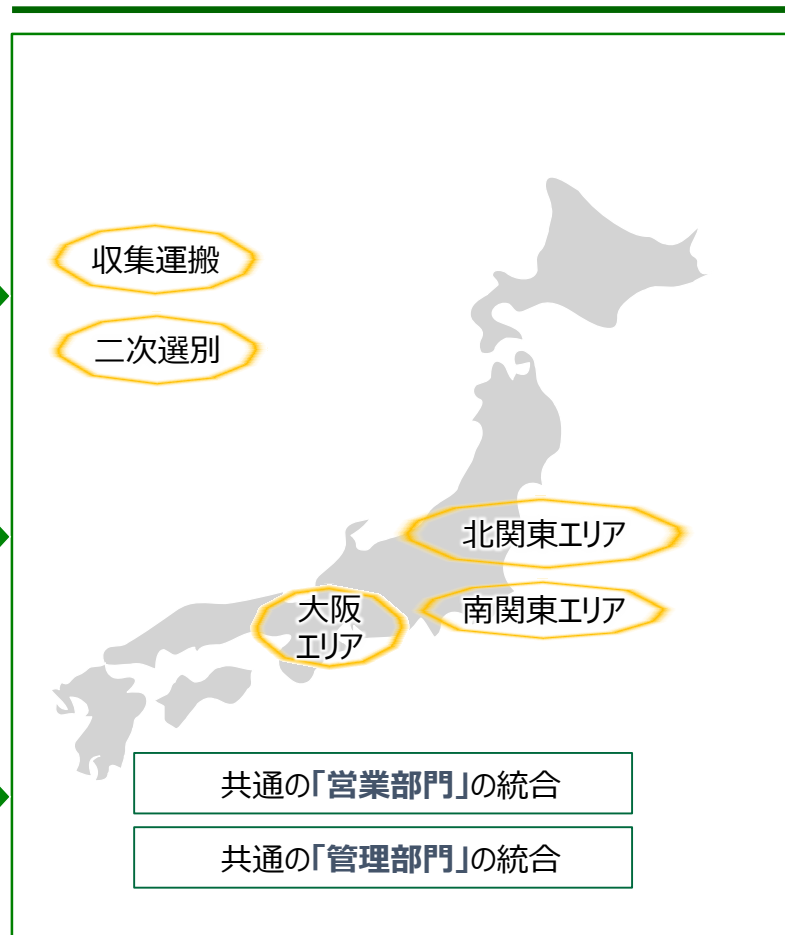 収集運搬
二次選別
北関東エリア
大阪
エリア
南関東エリア
共通の「営業部門」の統合
共通の「管理部門」の統合